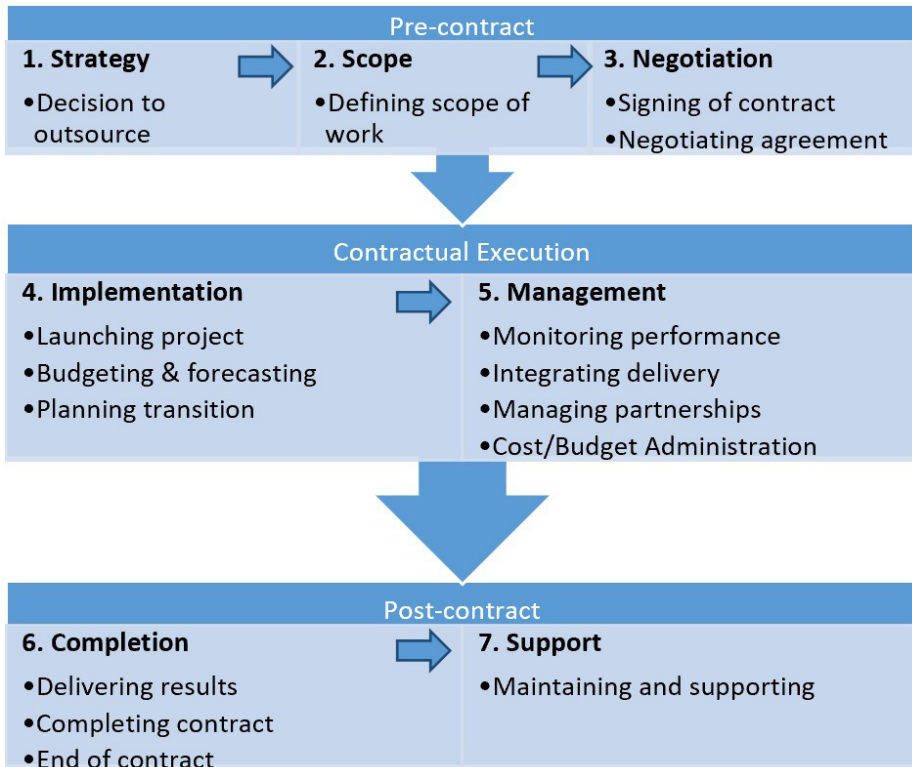 Pre-contract
1. Strategy
•Decision to
outsource
2. Scope
•Defining scope of
work
3. Negotiation
•Signing of contract
•Negotiating agreement
Contractual Execution
4. Implementation
•Launching project
•Budgeting & forecasting
•Planning transition
5. Management
•Monitoring performance
•Integrating delivery
•Managing partnerships
•Cost/Budget Administration
Post-contract
6. Completion
•Delivering results
•Completing contract
•End of contract
7. Support
•Maintaining and supporting